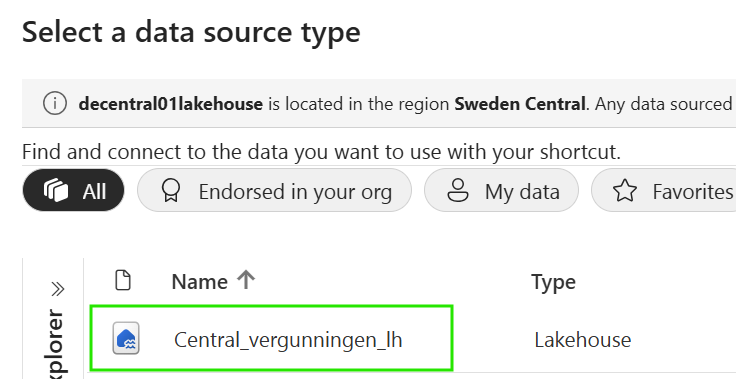 Select a data source type
decentral01lakehouse is located in the region Sweden Central. Any data sourced
Find and connect to the data you want to use with your shortcut.
All Endorsed in your org My data Favorites
Name Type
Central_vergunningen_lh Lakehouse
xplorer